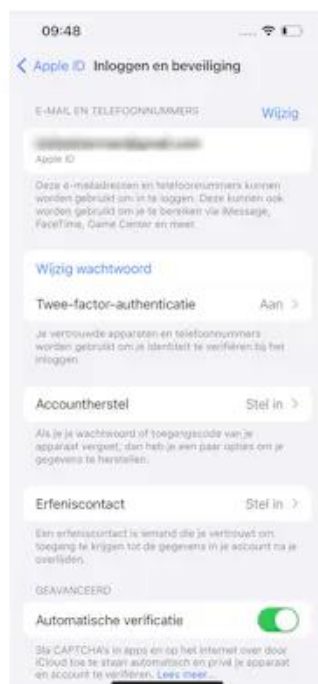 09:48
Apple ID Inloggen en beveiliging
E-MAIL EN TELEFOONNUMMERS Wijzig
Apple ID
Deze e-mailadressen en telefoonnummers kunnen
worden gebruikt om in te loggen. Deze kunnen ook
worden gebruikt om je te bereiken via iMessage,
FaceTime, Game Center en meer.
Wijzig wachtwoord
Twee-factor-authenticatie Aan
Je vertrouwde apparaten en telefoonnummers
worden gebruikt om je identiteit te verifiëren bij het
inloggen.
Accountherstel Stel in
Als je je wachtwoord of toegangscode van je
apparaat vergeet, dan heb je een paar opties om je
gegevens te herstellen.
Erfeniscontact Stel in
Een erfeniscontact is iemand die je vertrouwt om
toegang te krijgen tot de gegevens in je account na je
overlijden.
GEAVANCEERD
Automatische verificatie
Sla CAPTCHA's in apps en op het internet over door
iCloud toe te staan automatisch en privé je apparaat
en account te verifiëren. Lees meer...